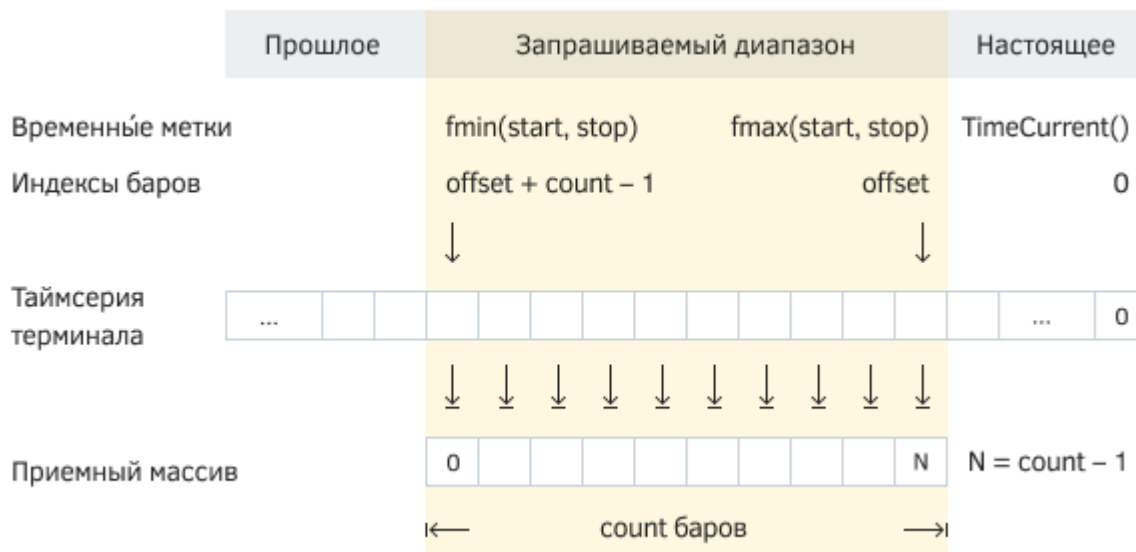 Прошлое Запрашиваемый диапазон Настоящее
Временны́е метки fmin(start, stop) fmax(start, stop) TimeCurrent()
Индексы баров offset + count – 1 offset 0
Таймсерия
терминала
... ... 0
Приемный массив 0 N N = count – 1
count баров